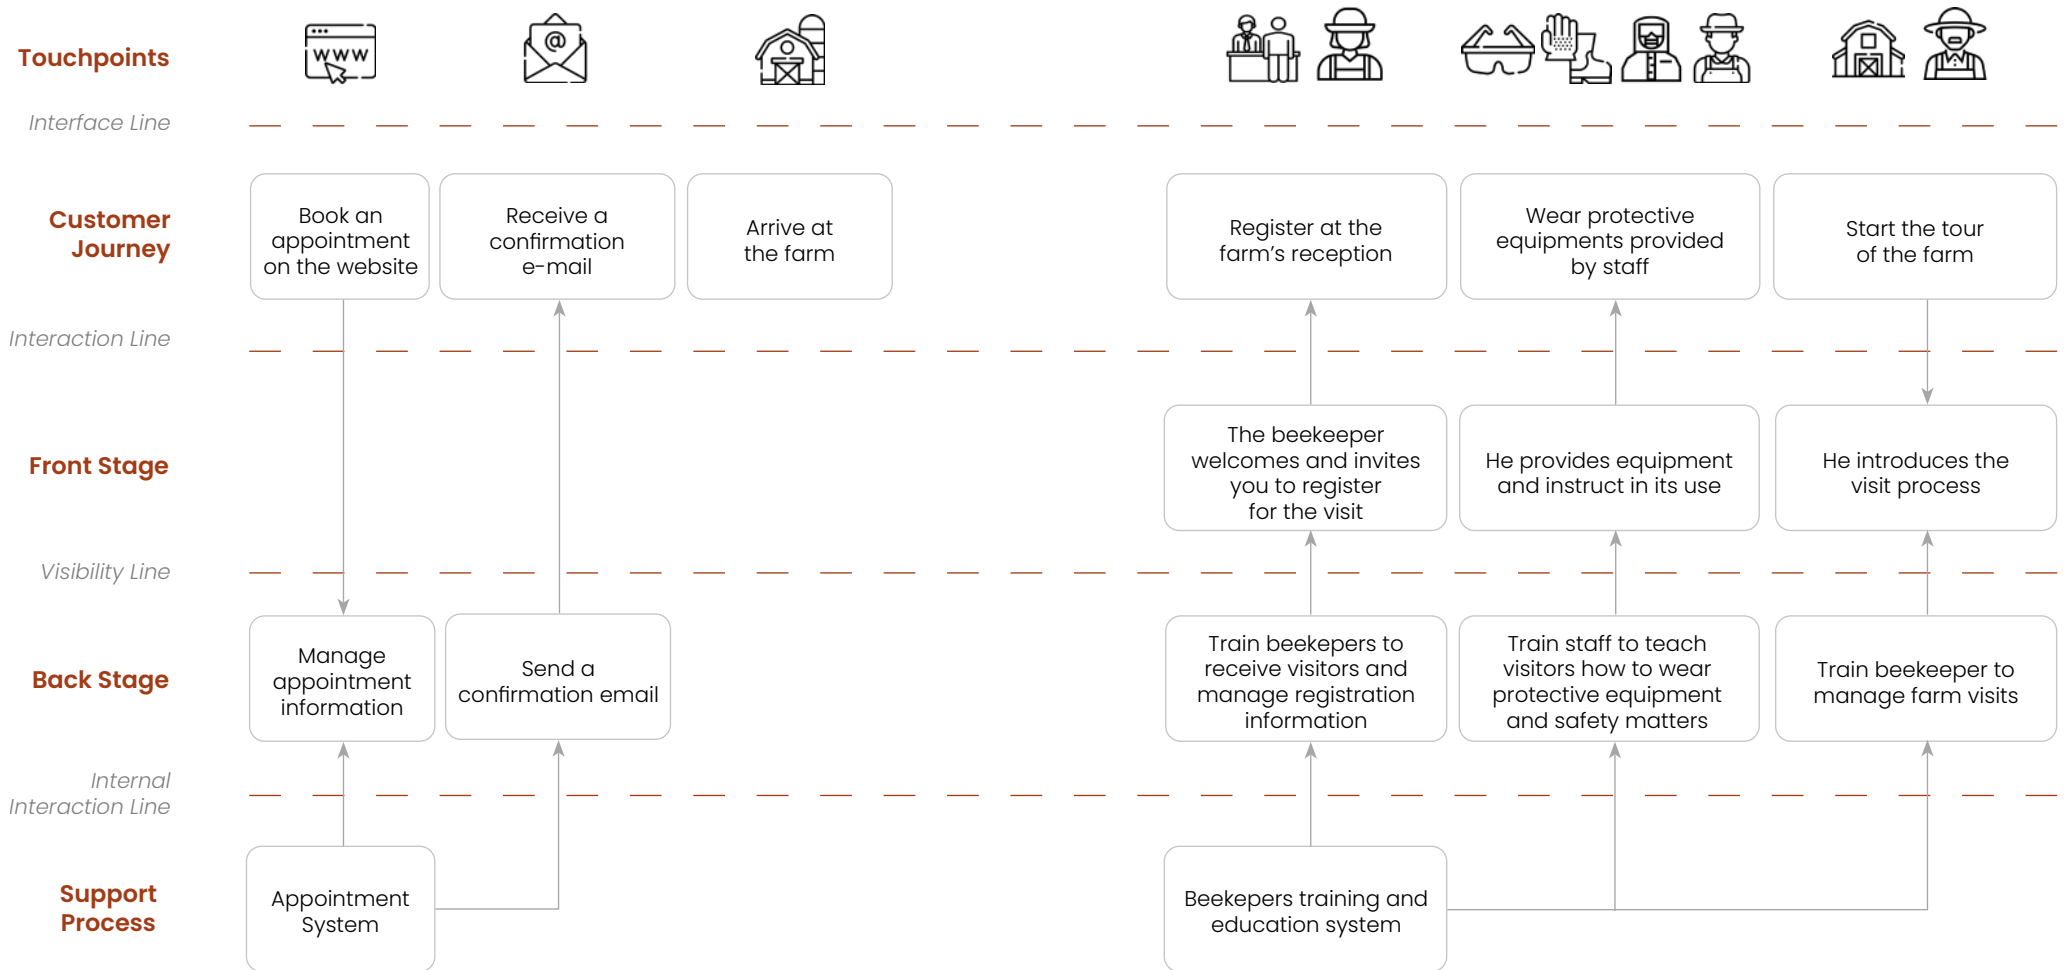 Touchpoints
WWW
@
Interface Line
Customer
Journey
Book an
appointment
on the website
Receive a
confirmation
e-mail
Arrive at
the farm
Register at the
farm's reception
Wear protective
equipments provided
by staff
Start the tour
of the farm
Interaction Line
Front Stage
The beekeeper
welcomes and invites
you to register
for the visit
He provides equipment
and instruct in its use
He introduces the
visit process
Visibility Line
Back Stage
Manage
appointment
information
Send a
confirmation email
Train beekepers to
receive visitors and
manage registration
information
Train staff to teach
visitors how to wear
protective equipment
and safety matters
Train beekeeper to
manage farm visits
Internal
Interaction Line
Support
Process
Appointment
System
Beekepers training and
education system